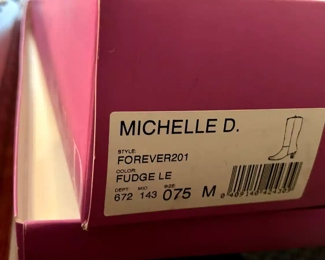 MICHELLE D.
STYLE:
FOREVER201
COLOR:
FUDGE LE
DEPT: MIC: SIZE:
672 143 075 M